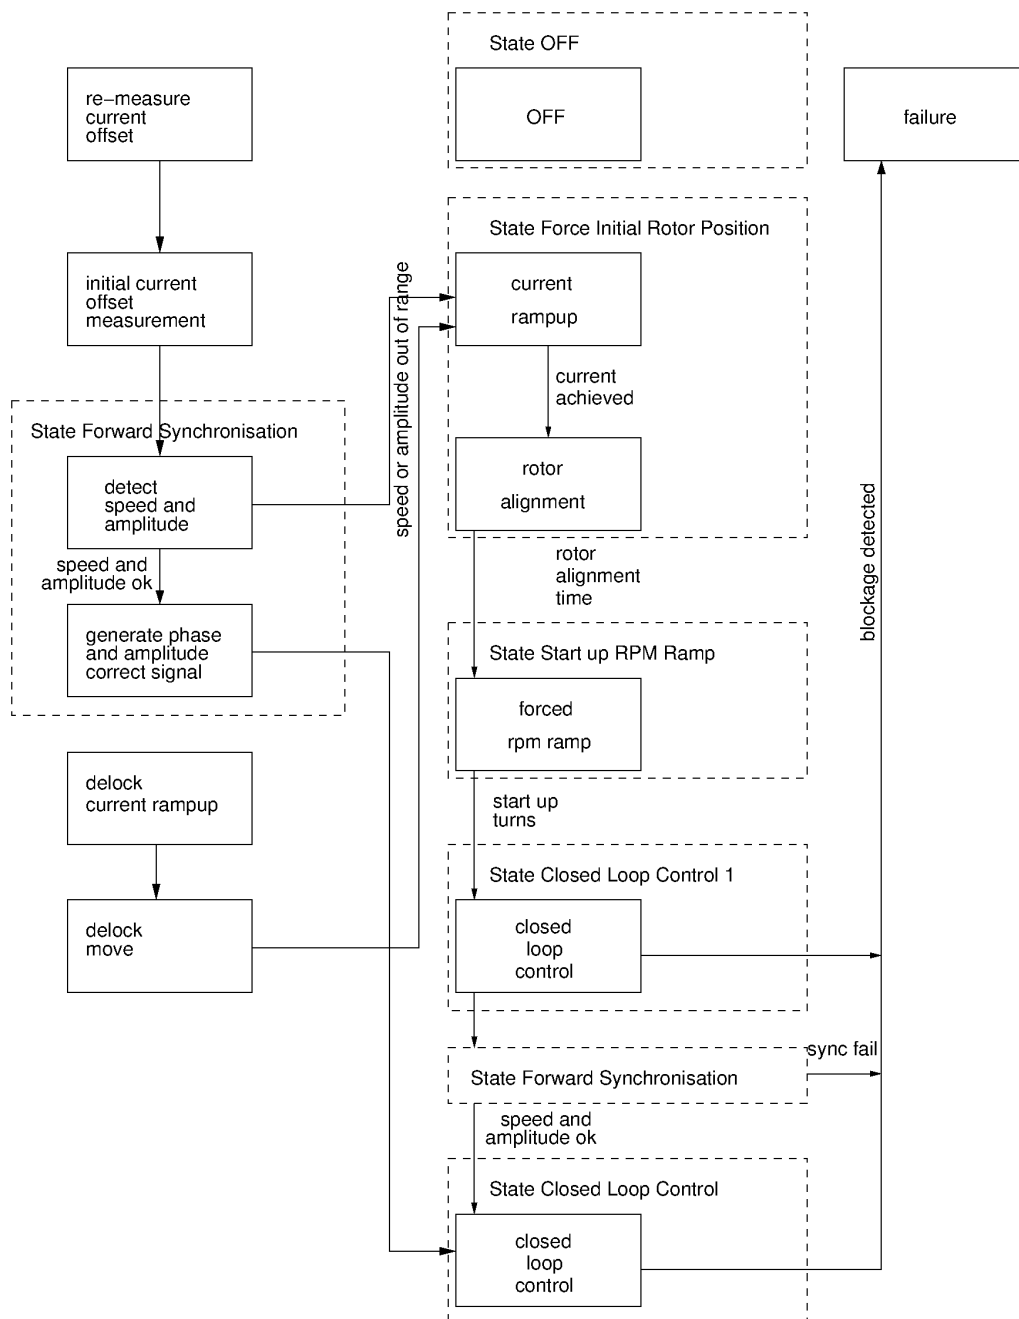 State OFF
OFF
re-measure
current
offset
failure
State Force Initial Rotor Position
initial current
offset
measurement
current
rampup
speed or amplitude out of range
current
achieved
State Forward Synchronisation
detect
speed and
amplitude
rotor
alignment
speed and
amplitude ok
rotor
alignment
time
blockage detected
generate phase
and amplitude
correct signal
State Start up RPM Ramp
forced
rpm ramp
delock
current rampup
start up
turns
State Closed Loop Control 1
delock
move
closed
loop
control
sync fail
State Forward Synchronisation
speed and
amplitude ok
State Closed Loop Control
closed
loop
control